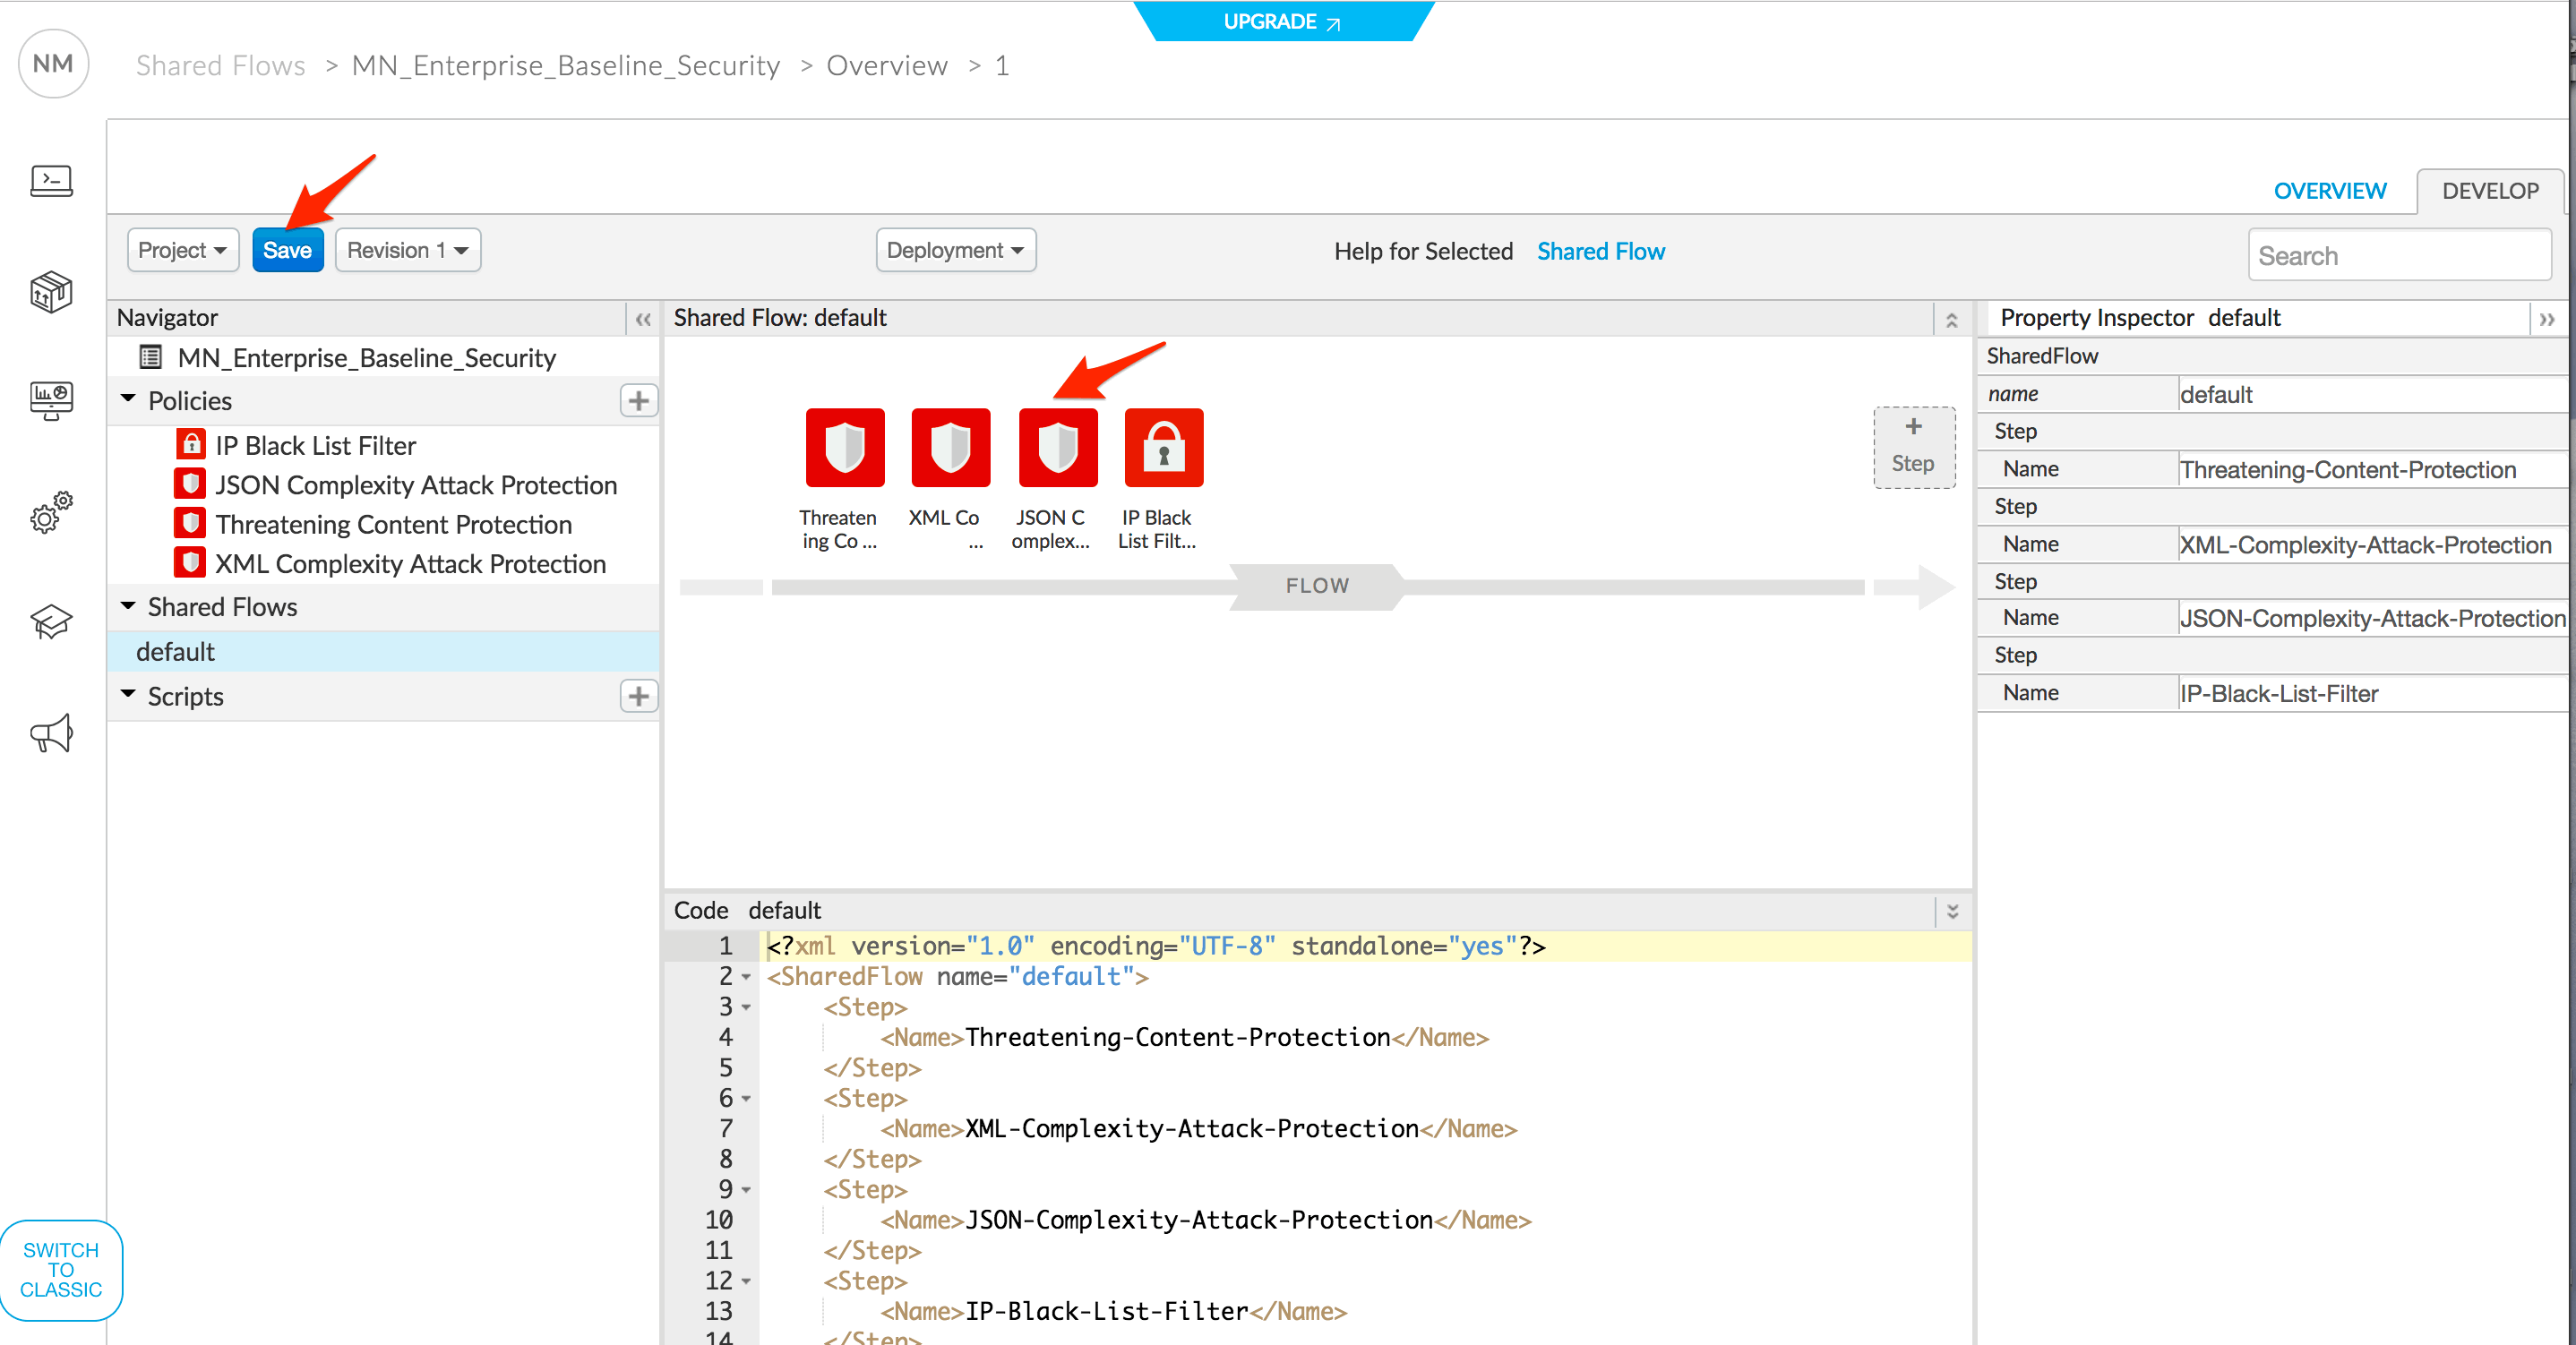 UPGRADE
NM
Shared Flows > MN_Enterprise_Baseline_Security > Overview > 1
OVERVIEW
DEVELOP
Project
Save
Revision 1
Deployment
Help for Selected Shared Flow
Search
Navigator
MN_Enterprise_Baseline_Security
Policies
IP Black List Filter
JSON Complexity Attack Protection
Threatening Content Protection
XML Complexity Attack Protection
Shared Flows
default
Scripts
SWITCH
TO
CLASSIC
Shared Flow: default
Threaten
ing Co ...
XML Co
...
JSON C
omplex...
IP Black
List Filt...
+
Step
FLOW
Code default
1 <?xml version="1.0" encoding="UTF-8" standalone="yes"?>
2 <SharedFlow name="default">
3 <Step>
4 <Name>Threatening-Content-Protection</Name>
5 </Step>
6 <Step>
7 <Name>XML-Complexity-Attack-Protection</Name>
8 </Step>
9 <Step>
10 <Name>JSON-Complexity-Attack-Protection</Name>
11 </Step>
12 <Step>
13 <Name>IP-Black-List-Filter</Name>
14 </Step>
Property Inspector default
SharedFlow
name default
Step
Name Threatening-Content-Protection
Step
Name XML-Complexity-Attack-Protection
Step
Name JSON-Complexity-Attack-Protection
Step
Name IP-Black-List-Filter